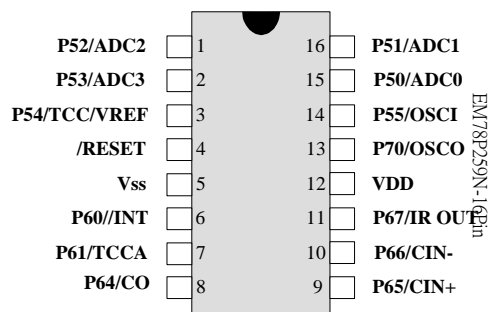 P52/ADC2 1 16 P51/ADC1
P53/ADC3 2 15 P50/ADC0
P54/TCC/VREF 3 14 P55/OSCI
/RESET 4 13 P70/OSCO
Vss 5 12 VDD
P60//INT 6 11 P67/IR OUT
P61/TCCA 7 10 P66/CIN-
P64/CO 8 9 P65/CIN+
EM78P259N-16Pin